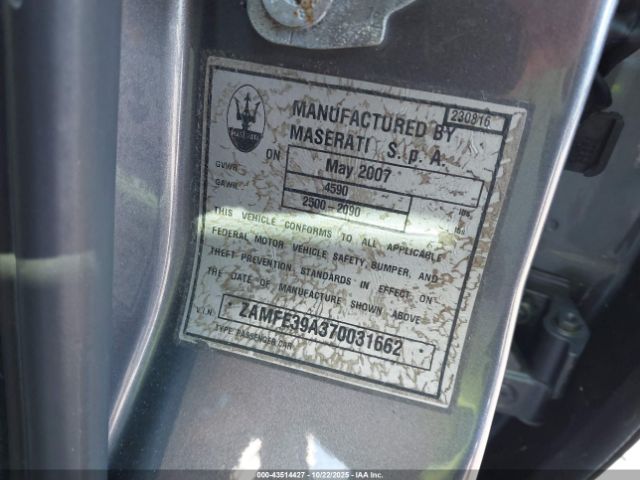 230816
MANUFACTURED BY
MASERATI S.p.A.
ON May 2007
GVWR 4590 LBS.
GAWR 2500-2090
THIS VEHICLE CONFORMS TO ALL APPLICABLE
FEDERAL MOTOR VEHICLE SAFETY, BUMPER, AND
THEFT PREVENTION STANDARDS IN EFFECT ON
THE DATE OF MANUFACTURE SHOWN ABOVE.
V.I.N. * ZAMFE39A370031662 *
TYPE: PASSENGER CAR
000-43514427 - 10/22/2025 - IAAI.com